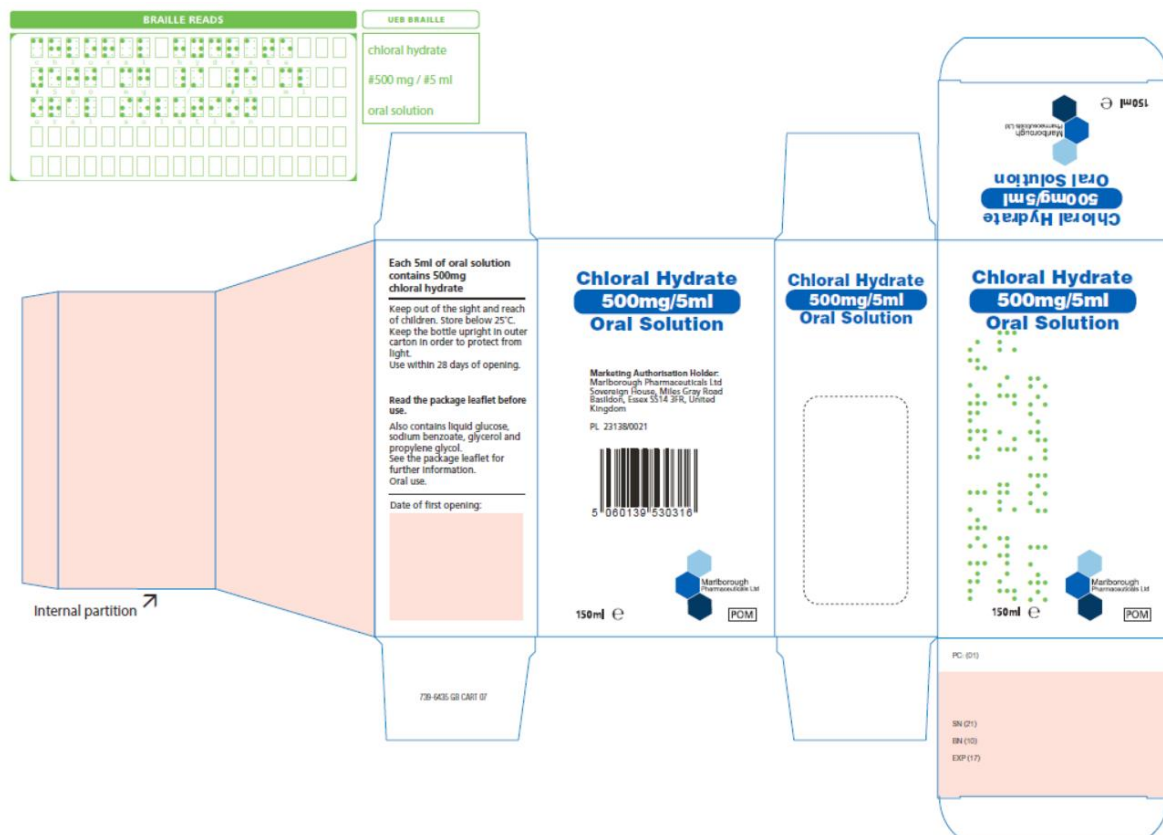 BRAILLE READS
UEB BRAILLE
chloral hydrate
#500 mg / #5 ml
oral solution
150ml ℮
Marlborough
Pharmaceuticals Ltd
Chloral Hydrate
500mg/5ml
Oral Solution
Internal partition
Each 5ml of oral solution
contains 500mg
chloral hydrate
Keep out of the sight and reach
of children. Store below 25°C.
Keep the bottle upright in outer
carton in order to protect from
light.
Use within 28 days of opening.
Read the package leaflet before
use.
Also contains liquid glucose,
sodium benzoate, glycerol and
propylene glycol.
See the package leaflet for
further information.
Oral use.
Date of first opening:
739-6435 GB CART 07
Chloral Hydrate
500mg/5ml
Oral Solution
Marketing Authorisation Holder:
Marlborough Pharmaceuticals Ltd
Sovereign House, Miles Gray Road
Basildon, Essex SS14 3FR, United
Kingdom
PL 23138/0021
5 060139 530316
Marlborough
Pharmaceuticals Ltd
150ml ℮
POM
Chloral Hydrate
500mg/5ml
Oral Solution
Chloral Hydrate
500mg/5ml
Oral Solution
Marlborough
Pharmaceuticals Ltd
150ml ℮
POM
PC: (01)
SN (21)
BN (10)
EXP (17)